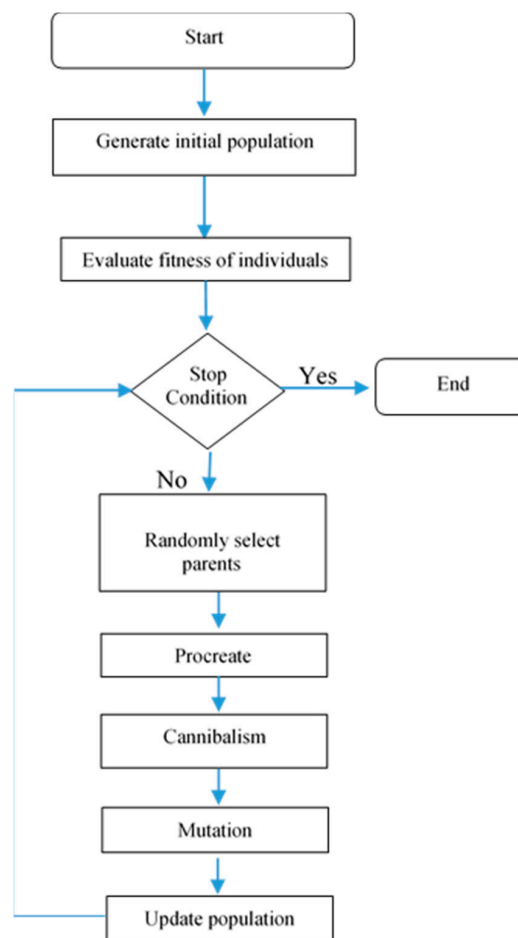 Start
Generate initial population
Evaluate fitness of individuals
Stop
Condition
Yes
End
No
Randomly select
parents
Procreate
Cannibalism
Mutation
Update population